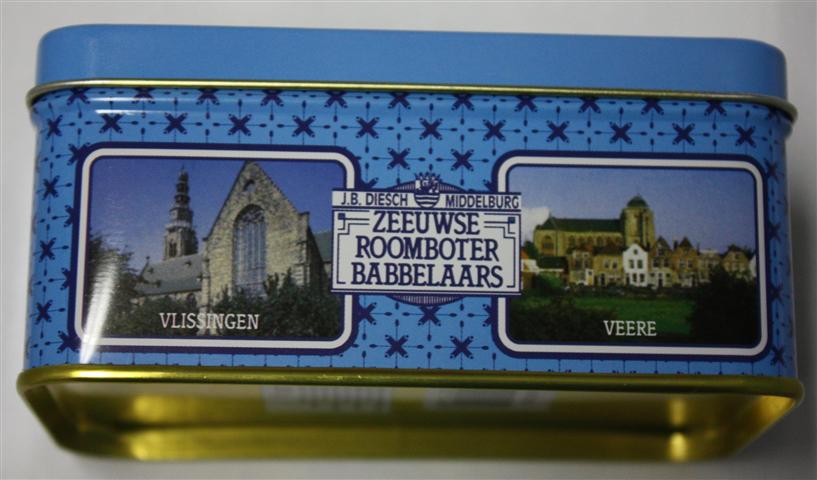 J.B. DIESCH MIDDELBURG
ZEEUWSE
ROOMBOTER
BABBELAARS
VLISSINGEN
VEERE